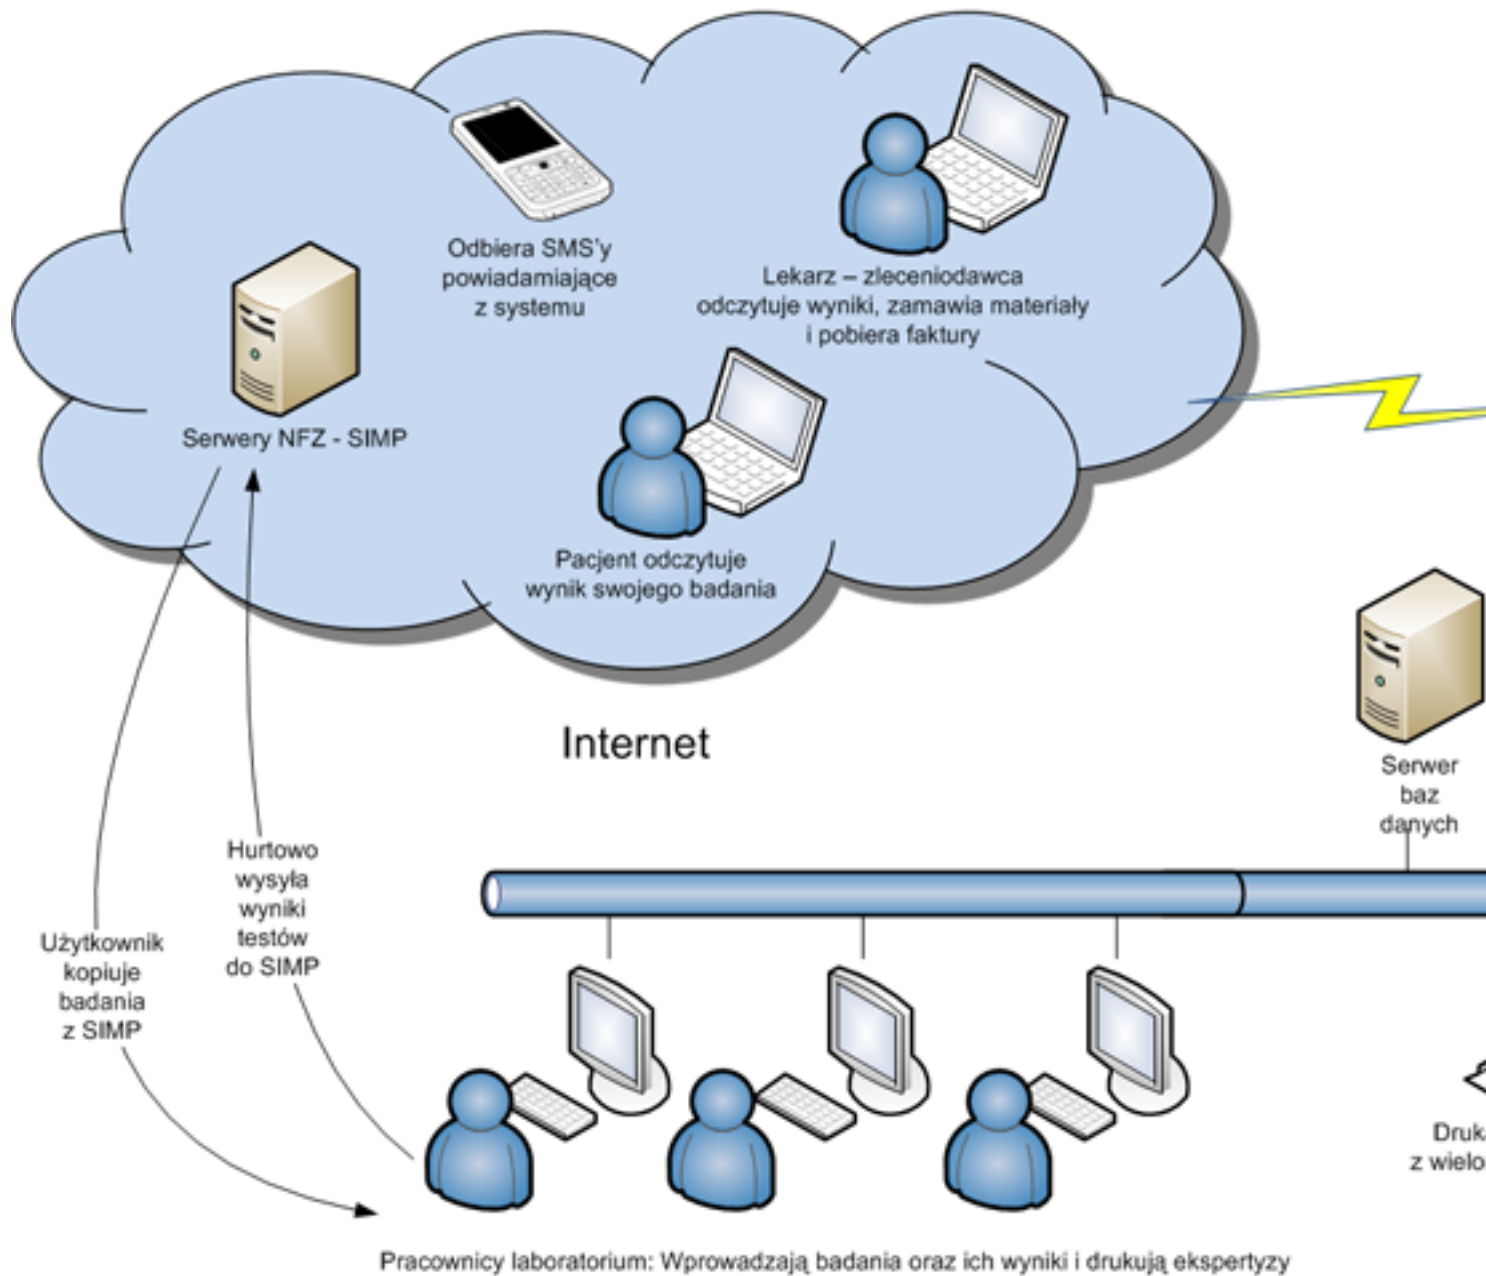 Odbiera SMS'y
powiadamiające
z systemu
Lekarz – zleceniodawca
odczytuje wyniki, zamawia materiały
i pobiera faktury
Serwery NFZ - SIMP
Pacjent odczytuje
wynik swojego badania
Internet
Serwer
baz
danych
Hurtowo
wysyła
wyniki
testów
do SIMP
Użytkownik
kopiuje
badania
z SIMP
z
Pracownicy laboratorium: Wprowadzają badania oraz ich wyniki i drukują ekspertyzy